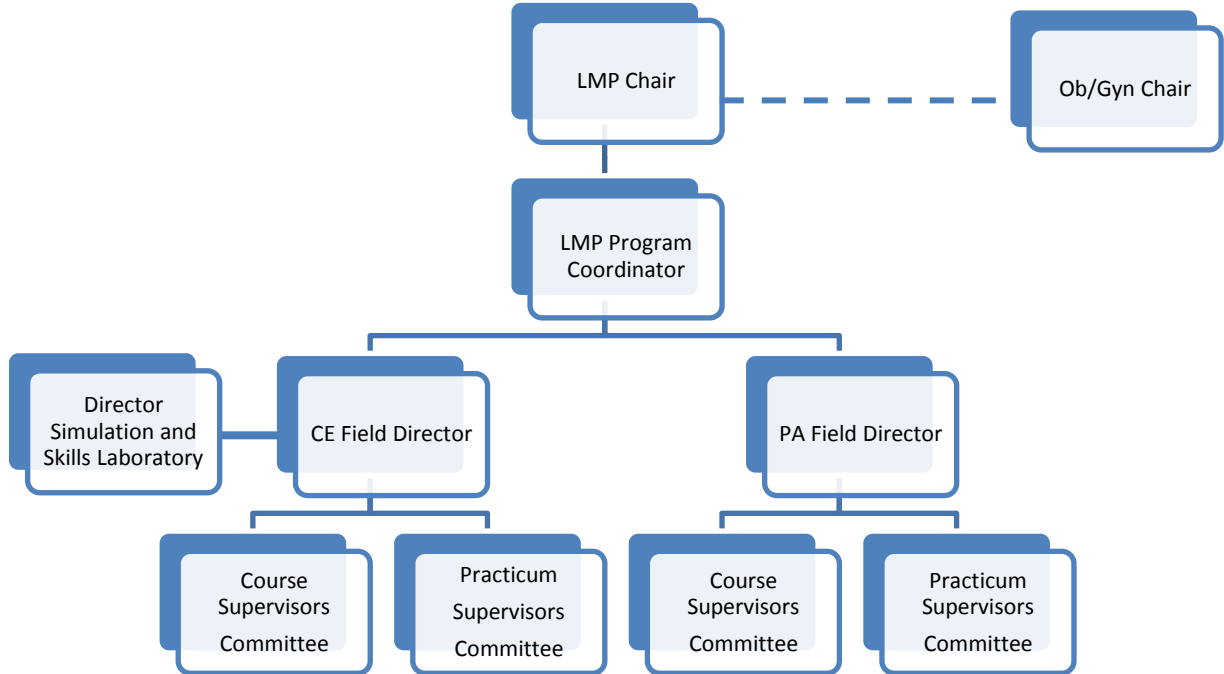 LMP Chair
Ob/Gyn Chair
LMP Program
Coordinator
Director
Simulation and
Skills Laboratory
CE Field Director
PA Field Director
Course
Supervisors
Committee
Practicum
Supervisors
Committee
Course
Supervisors
Committee
Practicum
Supervisors
Committee